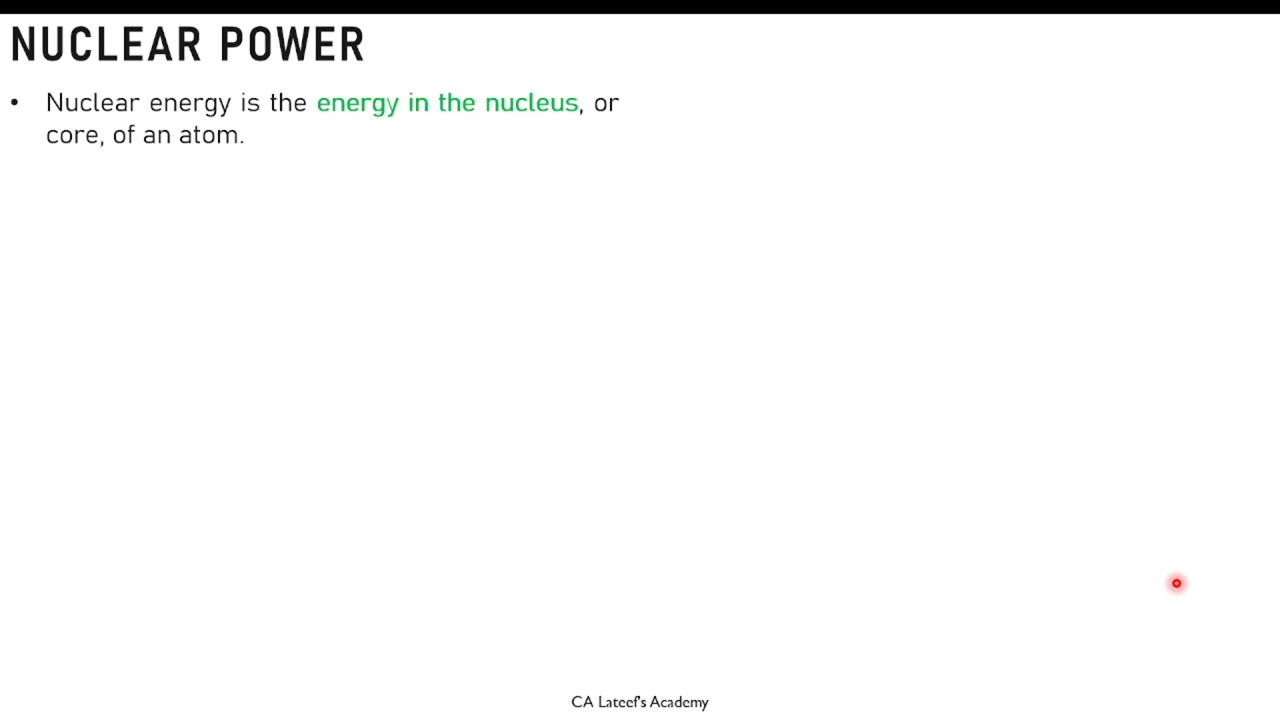 NUCLEAR POWER
• Nuclear energy is the energy in the nucleus, or
core, of an atom.
CA Lateef's Academy